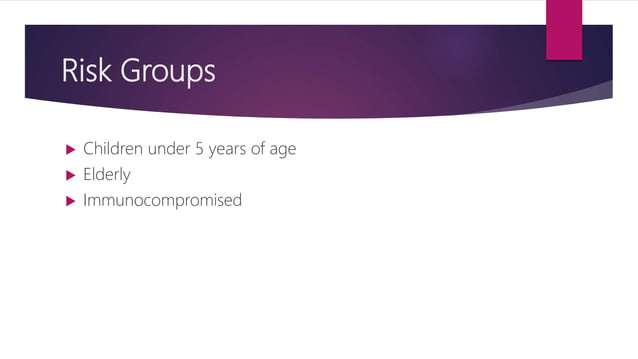 Risk Groups
Children under 5 years of age
Elderly
Immunocompromised